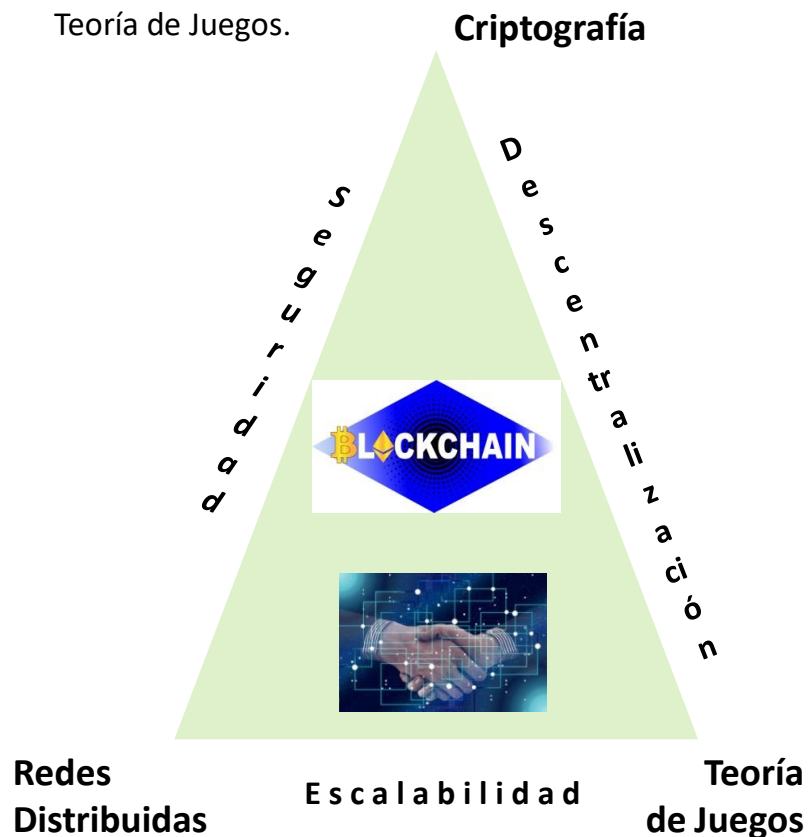 Teoría de Juegos.
Criptografía
Seguridad
Descentralización
BLOCKCHAIN
Redes
Distribuidas
Escalabilidad
Teoría
de Juegos